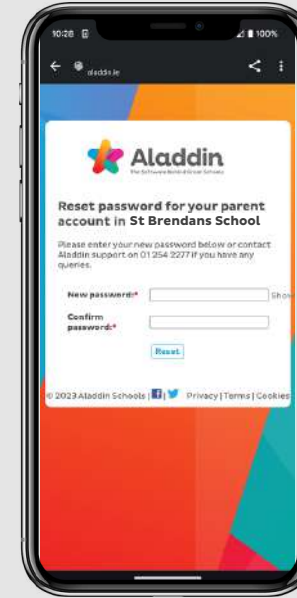 10:28 100%
aladdin.ie
Aladdin
The Software Behind Great Schools
Reset password for your parent
account in St Brendans School
Please enter your new password below or contact
Aladdin support on 01 254 2277 if you have any
queries.
New password:* Show
Confirm
password:*
Reset
© 2023 Aladdin Schools | f | Privacy | Terms | Cookies